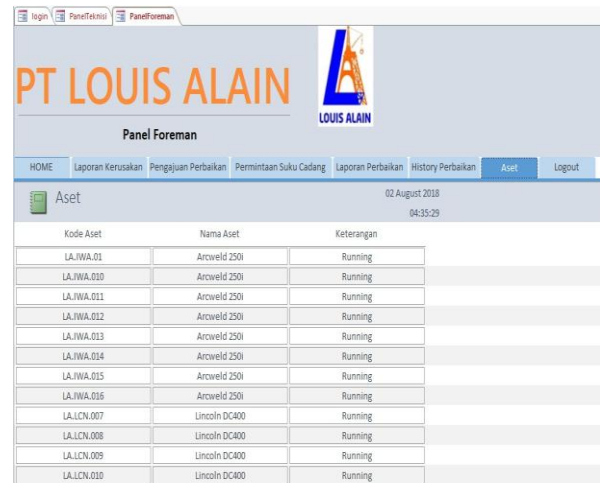 login PanelTeknisi PanelForeman
PT LOUIS ALAIN
LOUIS ALAIN
Panel Foreman
HOME Laporan Kerusakan Pengajuan Perbaikan Permintaan Suku Cadang Laporan Perbaikan History Perbaikan Aset Logout
Aset 02 August 2018
04:35:29
Kode Aset Nama Aset Keterangan
LA.IWA.01 Arcweld 250i Running
LA.IWA.010 Arcweld 250i Running
LA.IWA.011 Arcweld 250i Running
LA.IWA.012 Arcweld 250i Running
LA.IWA.013 Arcweld 250i Running
LA.IWA.014 Arcweld 250i Running
LA.IWA.015 Arcweld 250i Running
LA.IWA.016 Arcweld 250i Running
LA.LCN.007 Lincoln DC400 Running
LA.LCN.008 Lincoln DC400 Running
LA.LCN.009 Lincoln DC400 Running
LA.LCN.010 Lincoln DC400 Running